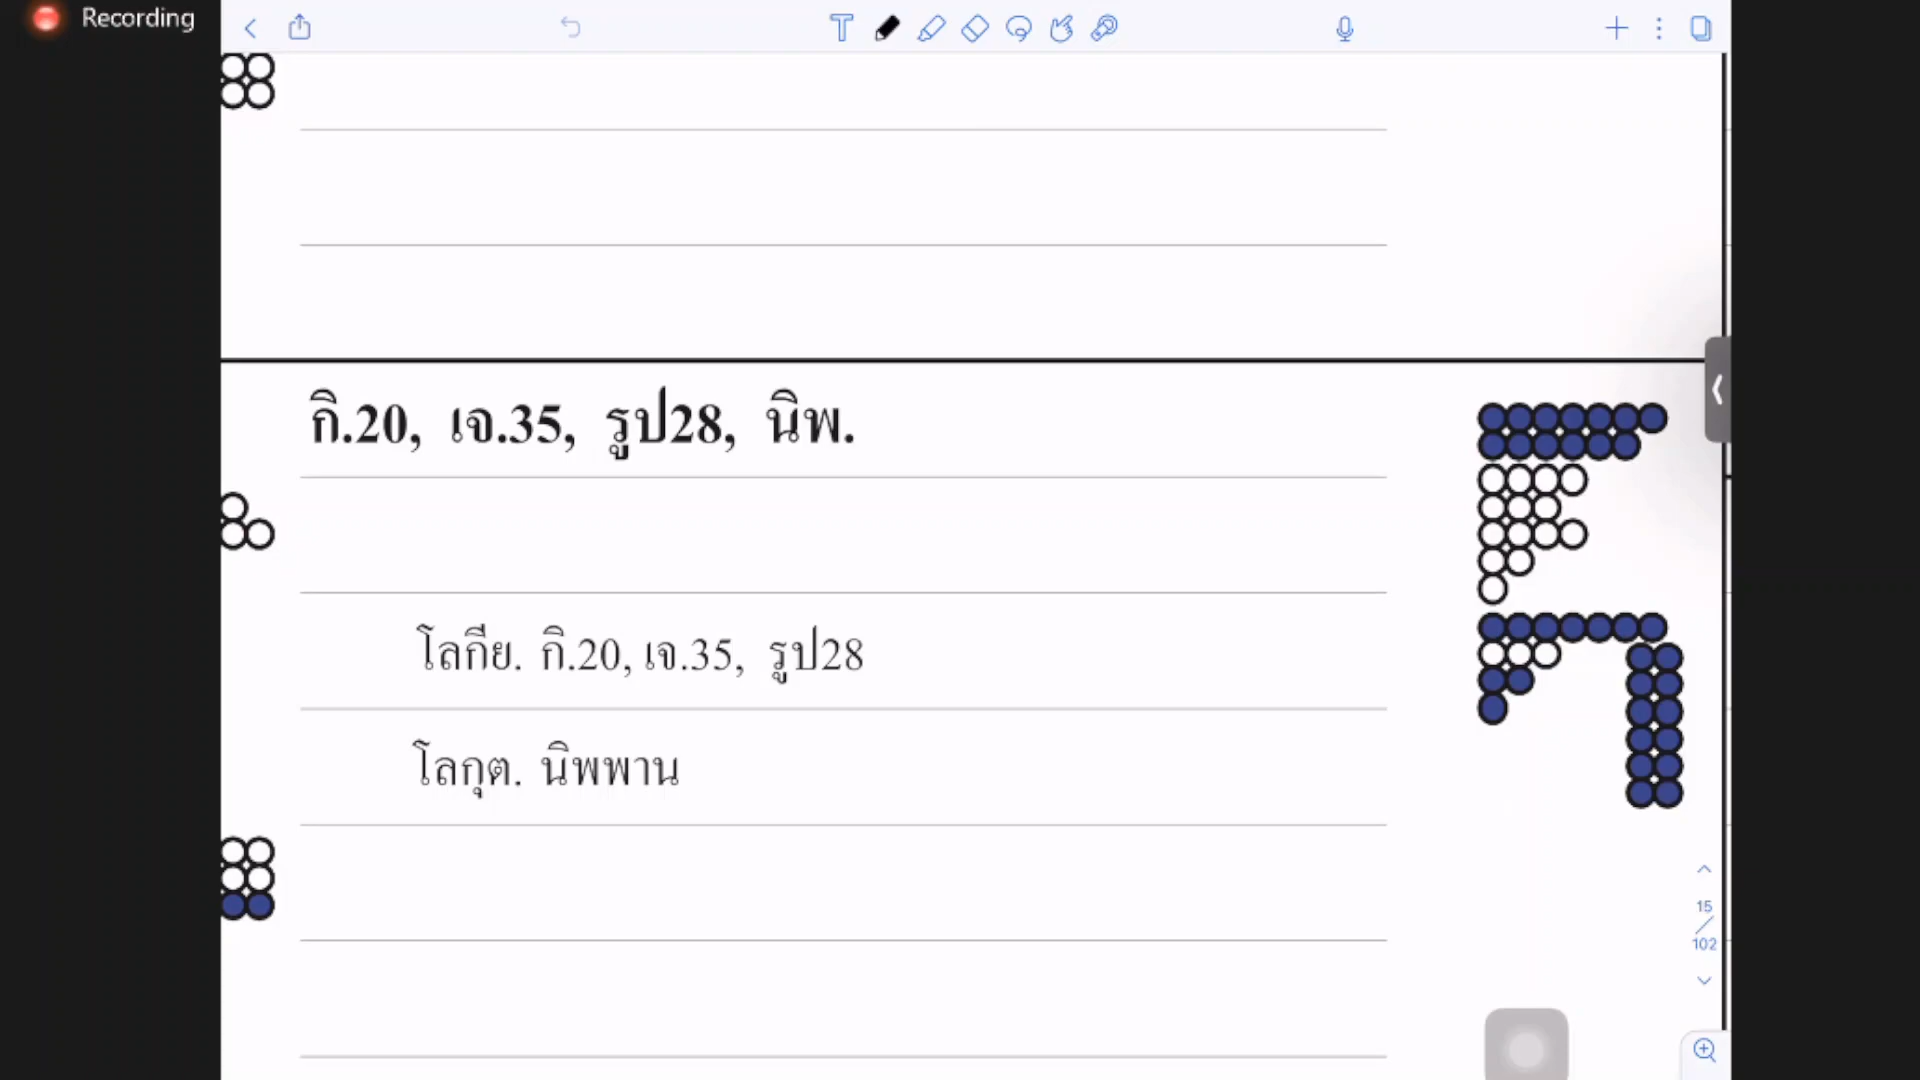 Recording
กิ.20, เจ.35, รูป28, นิพ.
โลกีย. กิ.20, เจ.35, รูป28
โลกุต. นิพพาน
15
102